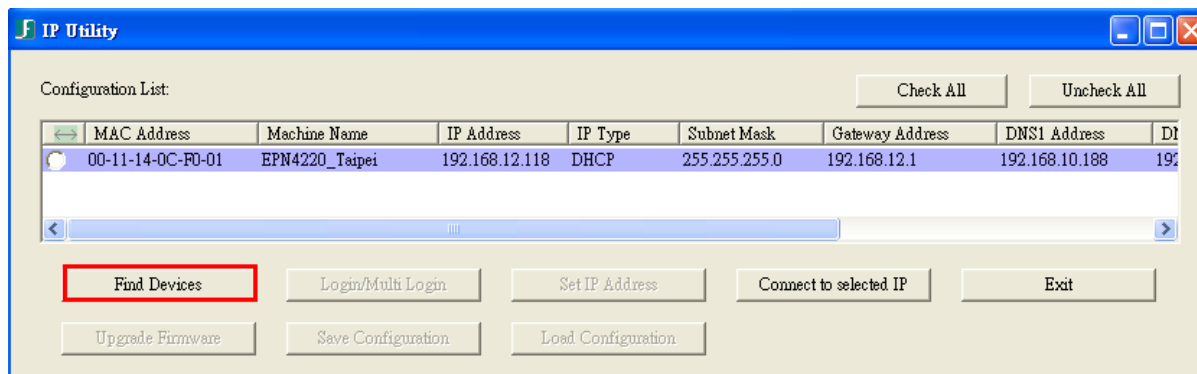 IP Utility
Configuration List:
Check All
Uncheck All
MAC Address Machine Name IP Address IP Type Subnet Mask Gateway Address DNS1 Address
00-11-14-0C-F0-01 EPN4220_Taipei 192.168.12.118 DHCP 255.255.255.0 192.168.12.1 192.168.10.188
Find Devices Login/Multi Login Set IP Address Connect to selected IP Exit
Upgrade Firmware Save Configuration Load Configuration